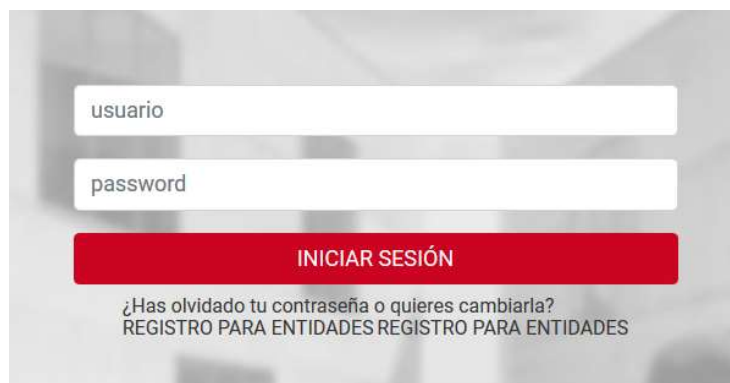 usuario
password
INICIAR SESIÓN
¿Has olvidado tu contraseña o quieres cambiarla?
REGISTRO PARA ENTIDADES REGISTRO PARA ENTIDADES